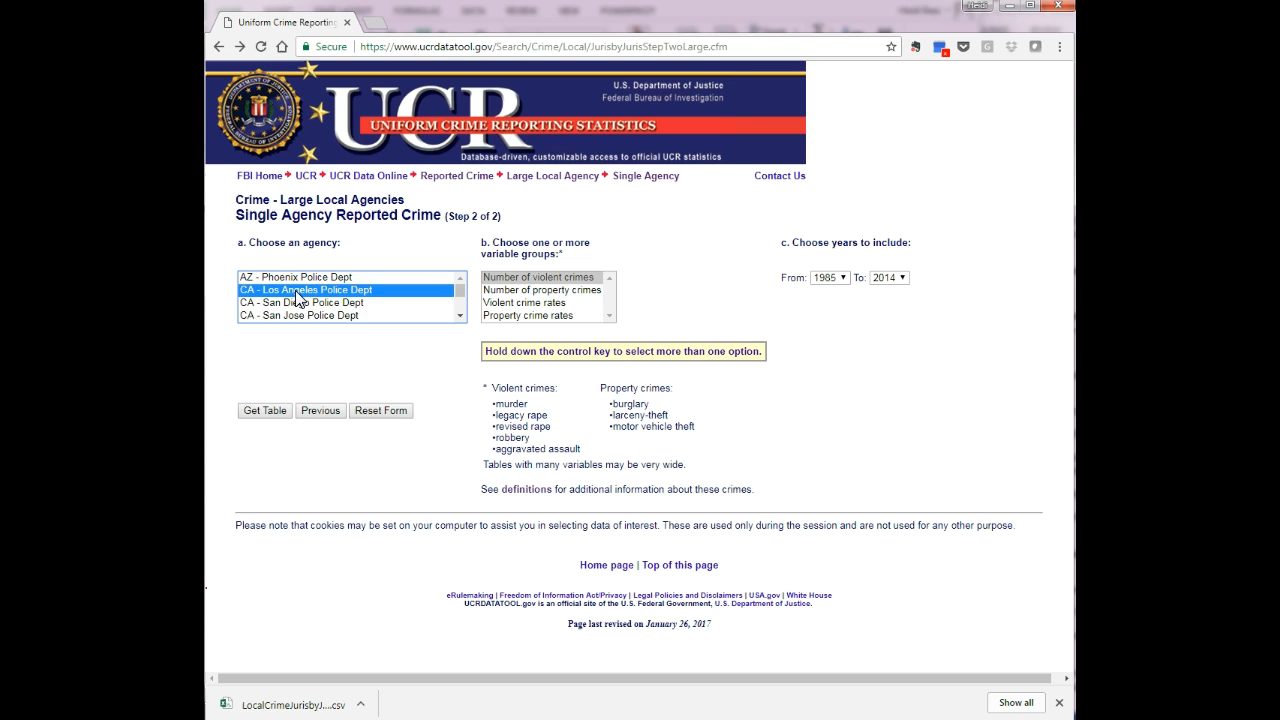 Uniform Crime Reporting
Secure
https://www.ucrdatatool.gov/Search/Crime/Local/JurisbyJurisStepTwoLarge.cfm
U.S. Department of Justice
Federal Bureau of Investigation
UCR
UNIFORM CRIME REPORTING STATISTICS
Database-driven, customizable access to official UCR statistics
FBI Home UCR UCR Data Online Reported Crime Large Local Agency Single Agency Contact Us
Crime - Large Local Agencies
Single Agency Reported Crime (Step 2 of 2)
a. Choose an agency:
AZ - Phoenix Police Dept
CA - Los Angeles Police Dept
CA - San Diego Police Dept
CA - San Jose Police Dept
b. Choose one or more
variable groups:*
Number of violent crimes
Number of property crimes
Violent crime rates
Property crime rates
c. Choose years to include:
From: 1985 To: 2014
Hold down the control key to select more than one option.
Get Table Previous Reset Form
* Violent crimes:
•murder
•legacy rape
•revised rape
•robbery
•aggravated assault
Property crimes:
•burglary
•larceny-theft
•motor vehicle theft
Tables with many variables may be very wide.
See definitions for additional information about these crimes.
Please note that cookies may be set on your computer to assist you in selecting data of interest. These are used only during the session and are not used for any other purpose.
Home page | Top of this page
eRulemaking | Freedom of Information Act/Privacy | Legal Policies and Disclaimers | USA.gov | White House
UCRDATATOOL.gov is an official site of the U.S. Federal Government, U.S. Department of Justice.
Page last revised on January 26, 2017
LocalCrimeJurisbyJ....csv
Show all